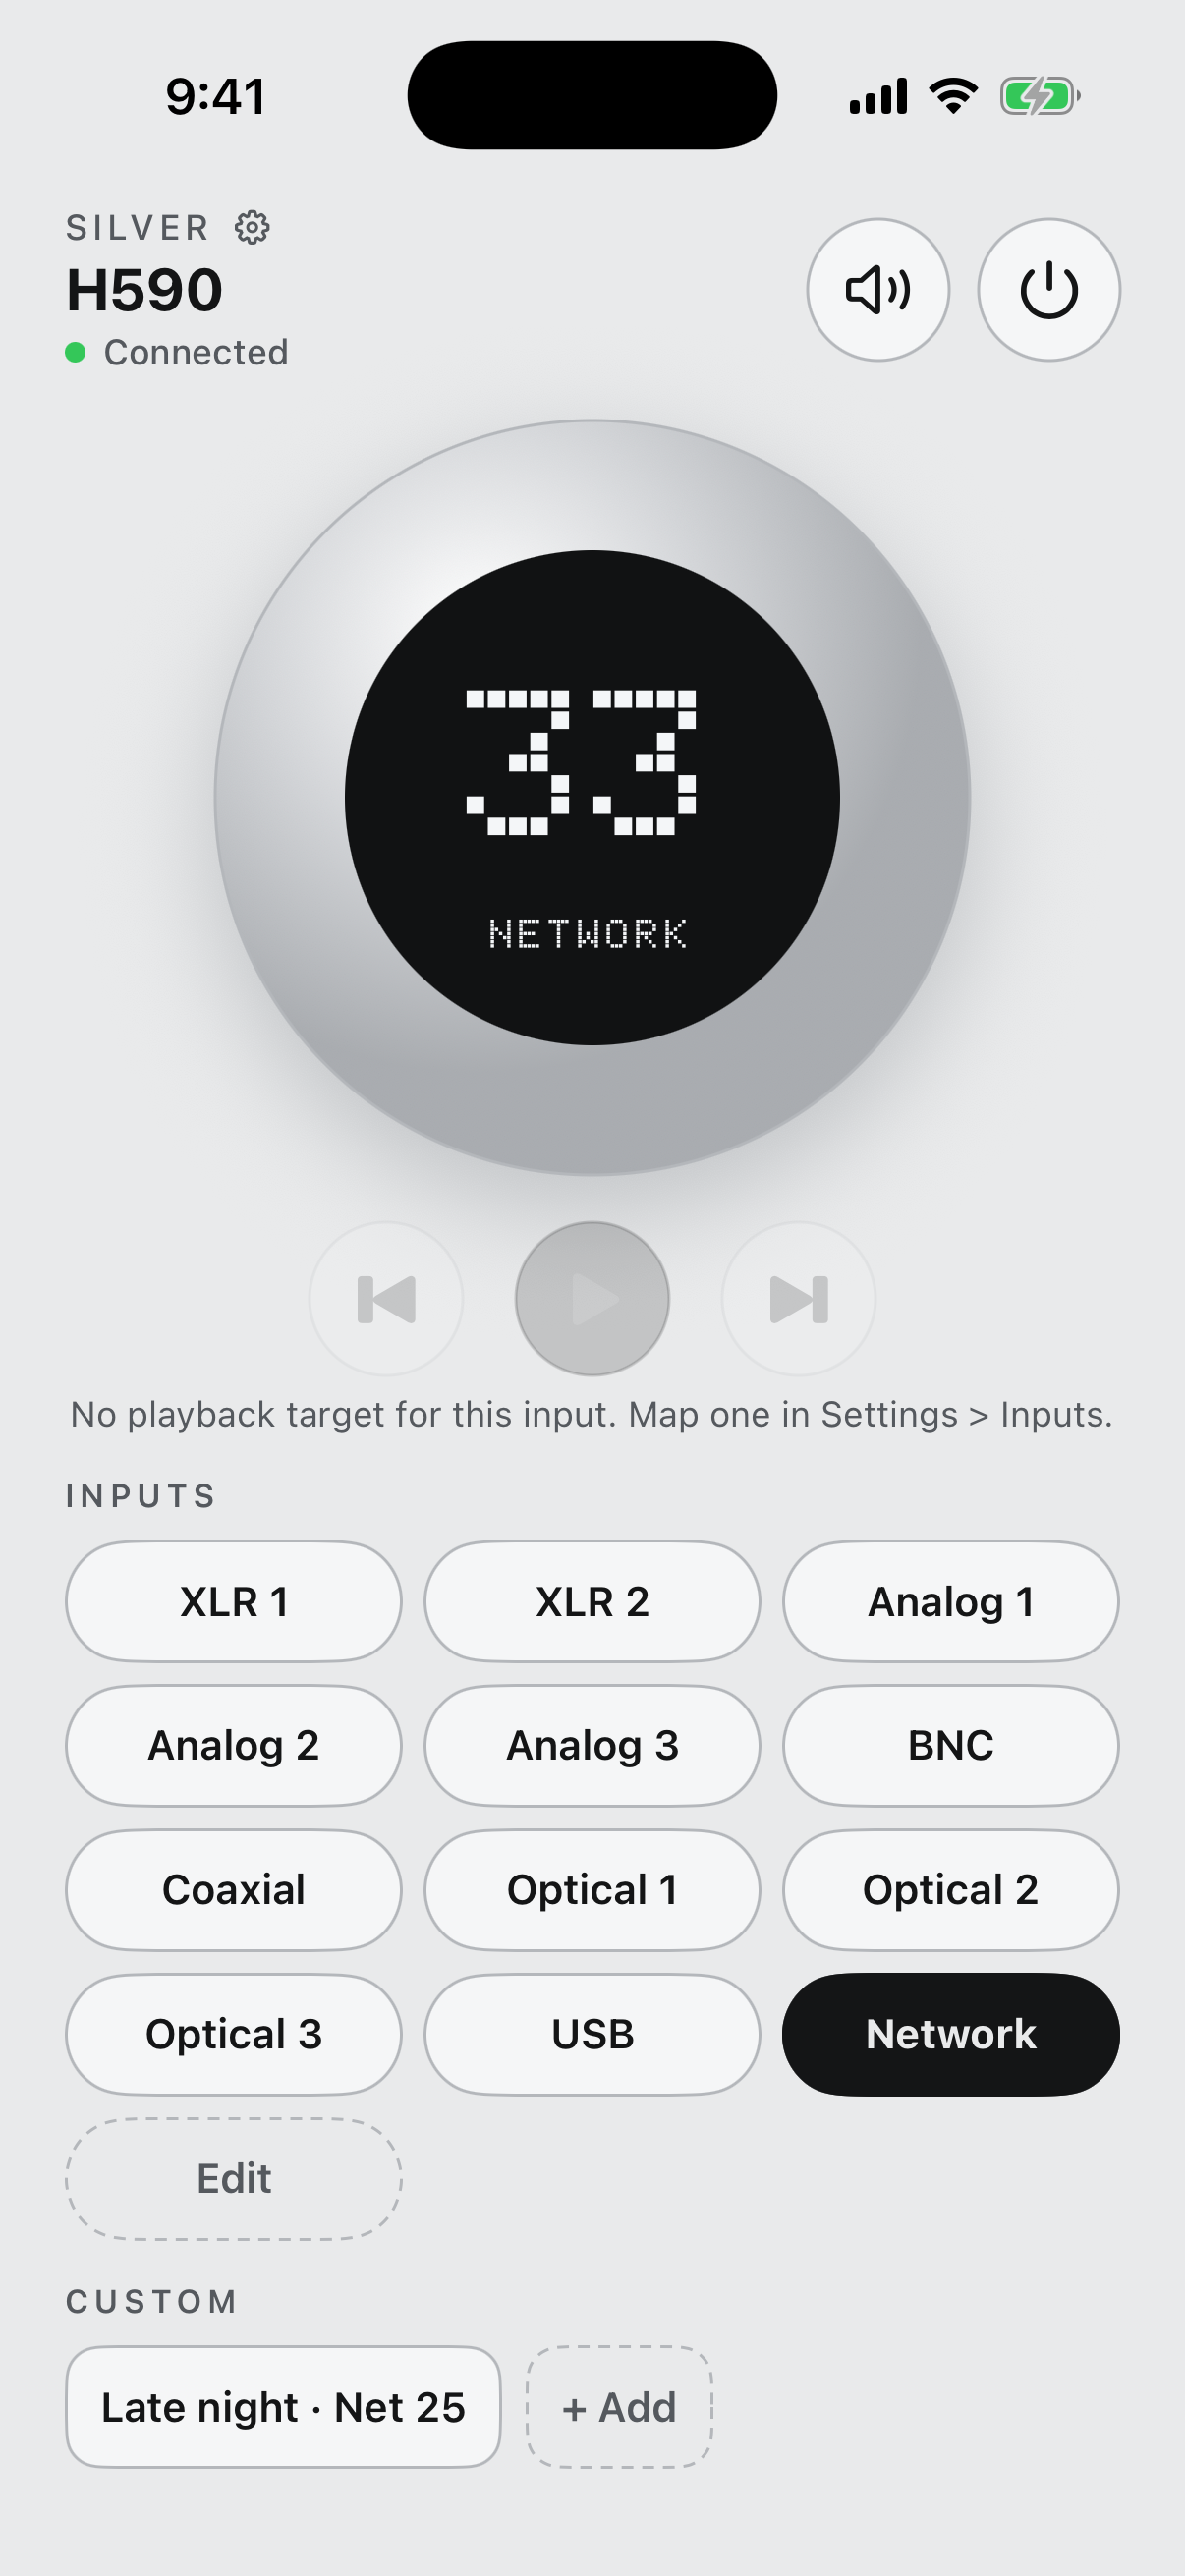 9:41
SILVER
H590
Connected
33
NETWORK
No playback target for this input. Map one in Settings > Inputs.
INPUTS
XLR 1
XLR 2
Analog 1
Analog 2
Analog 3
BNC
Coaxial
Optical 1
Optical 2
Optical 3
USB
Network
Edit
CUSTOM
Late night · Net 25
+ Add